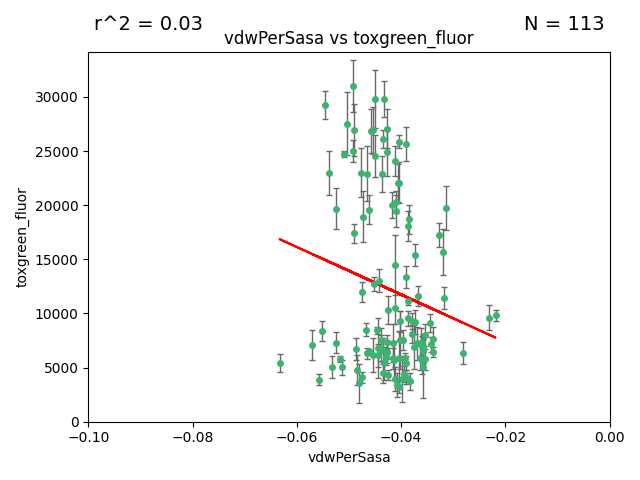 r^2 = 0.03
N = 113
vdwPerSasa vs toxgreen_fluor
toxgreen_fluor
30000
25000
20000
15000
10000
5000
0
−0.10
−0.08
−0.06
−0.04
−0.02
0.00
vdwPerSasa